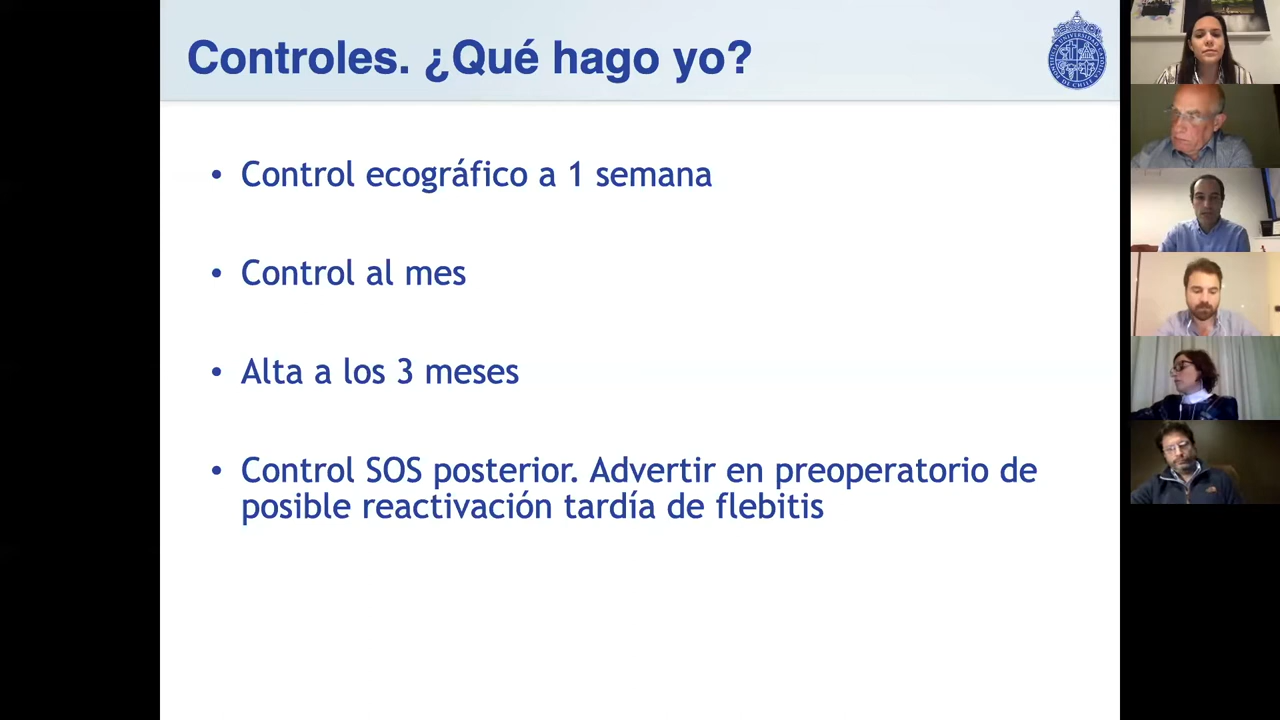 Controles. ¿Qué hago yo?
• Control ecográfico a 1 semana
• Control al mes
• Alta a los 3 meses
• Control SOS posterior. Advertir en preoperatorio de
posible reactivación tardía de flebitis